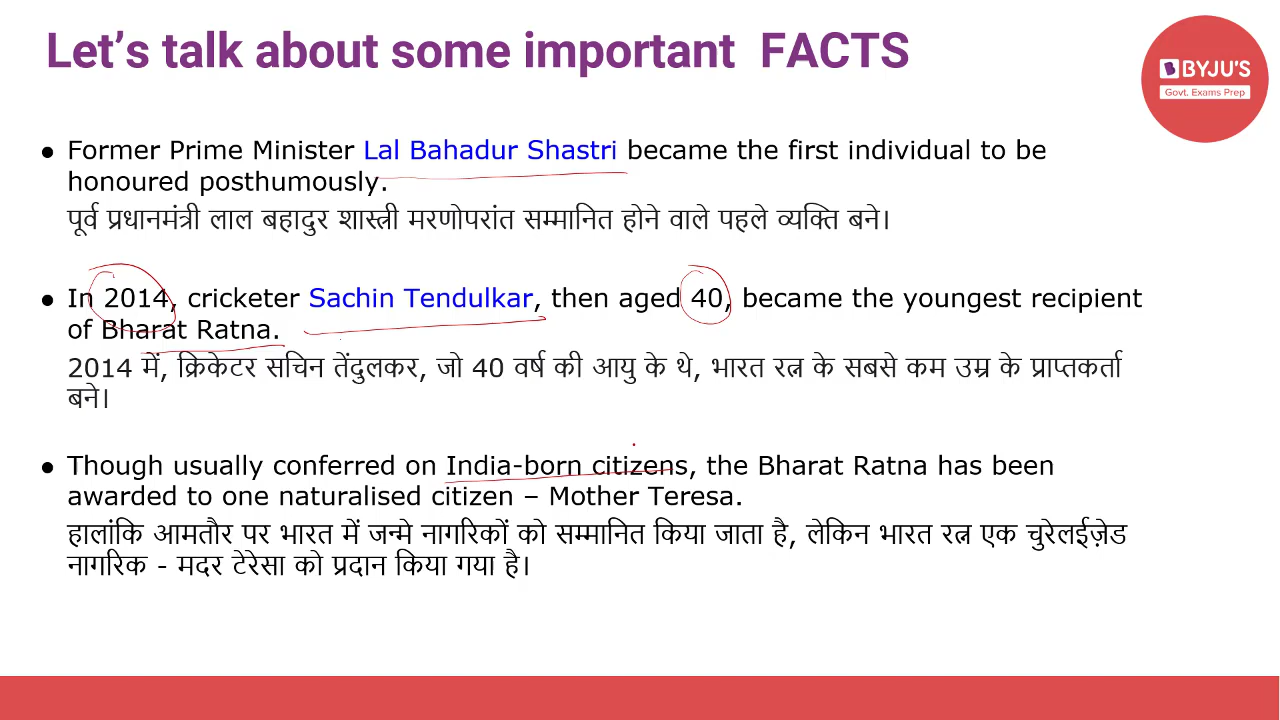 Let's talk about some important FACTS
BYJU'S
Govt. Exams Prep
● Former Prime Minister Lal Bahadur Shastri became the first individual to be
honoured posthumously.
पूर्व प्रधानमंत्री लाल बहादुर शास्त्री मरणोपरांत सम्मानित होने वाले पहले व्यक्ति बने।
● In 2014, cricketer Sachin Tendulkar, then aged 40, became the youngest recipient
of Bharat Ratna.
2014 में, क्रिकेटर सचिन तेंदुलकर, जो 40 वर्ष की आयु के थे, भारत रत्न के सबसे कम उम्र के प्राप्तकर्ता
बने।
● Though usually conferred on India-born citizens, the Bharat Ratna has been
awarded to one naturalised citizen – Mother Teresa.
हालांकि आमतौर पर भारत में जन्मे नागरिकों को सम्मानित किया जाता है, लेकिन भारत रत्न एक चुरेलईज़ेड
नागरिक - मदर टेरेसा को प्रदान किया गया है।